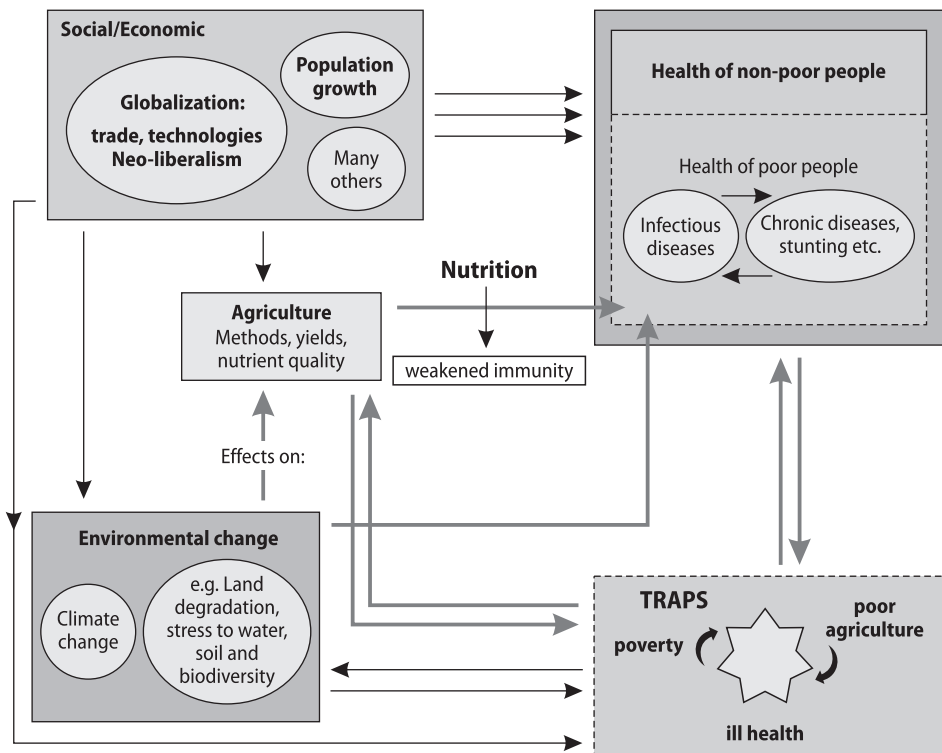 Social/Economic
Globalization:
trade, technologies
Neo-liberalism
Population
growth
Many
others
Health of non-poor people
Health of poor people
Infectious
diseases
Chronic diseases,
stunting etc.
Nutrition
Agriculture
Methods, yields,
nutrient quality
weakened immunity
Effects on:
Environmental change
Climate
change
e.g. Land
degradation,
stress to water,
soil and
biodiversity
TRAPS
poverty
poor
agriculture
ill health